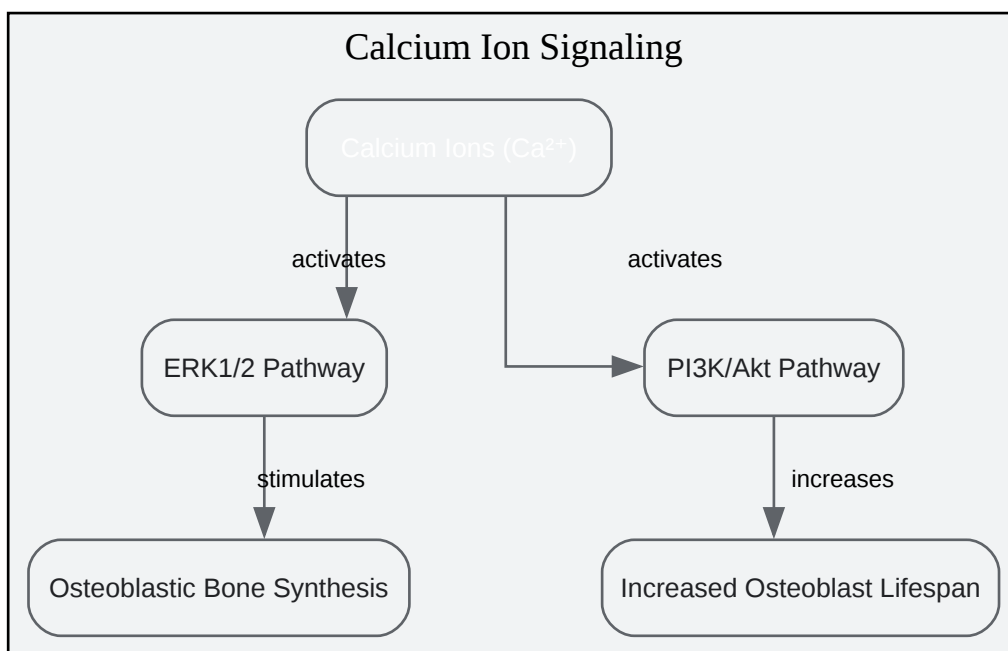 Calcium Ion Signaling
Calcium Ions (Ca²⁺)
activates
activates
ERK1/2 Pathway
PI3K/Akt Pathway
stimulates
increases
Osteoblastic Bone Synthesis
Increased Osteoblast Lifespan